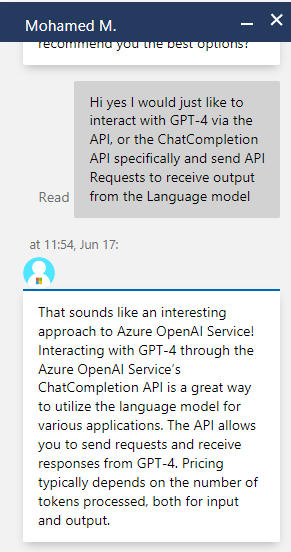 Mohamed M.
recommend you the best options?
Hi yes I would just like to
interact with GPT-4 via the
API, or the ChatCompletion
API specifically and send API
Requests to receive output
from the Language model
Read
at 11:54, Jun 17:
That sounds like an interesting
approach to Azure OpenAI Service!
Interacting with GPT-4 through the
Azure OpenAI Service’s
ChatCompletion API is a great way
to utilize the language model for
various applications. The API allows
you to send requests and receive
responses from GPT-4. Pricing
typically depends on the number of
tokens processed, both for input
and output.